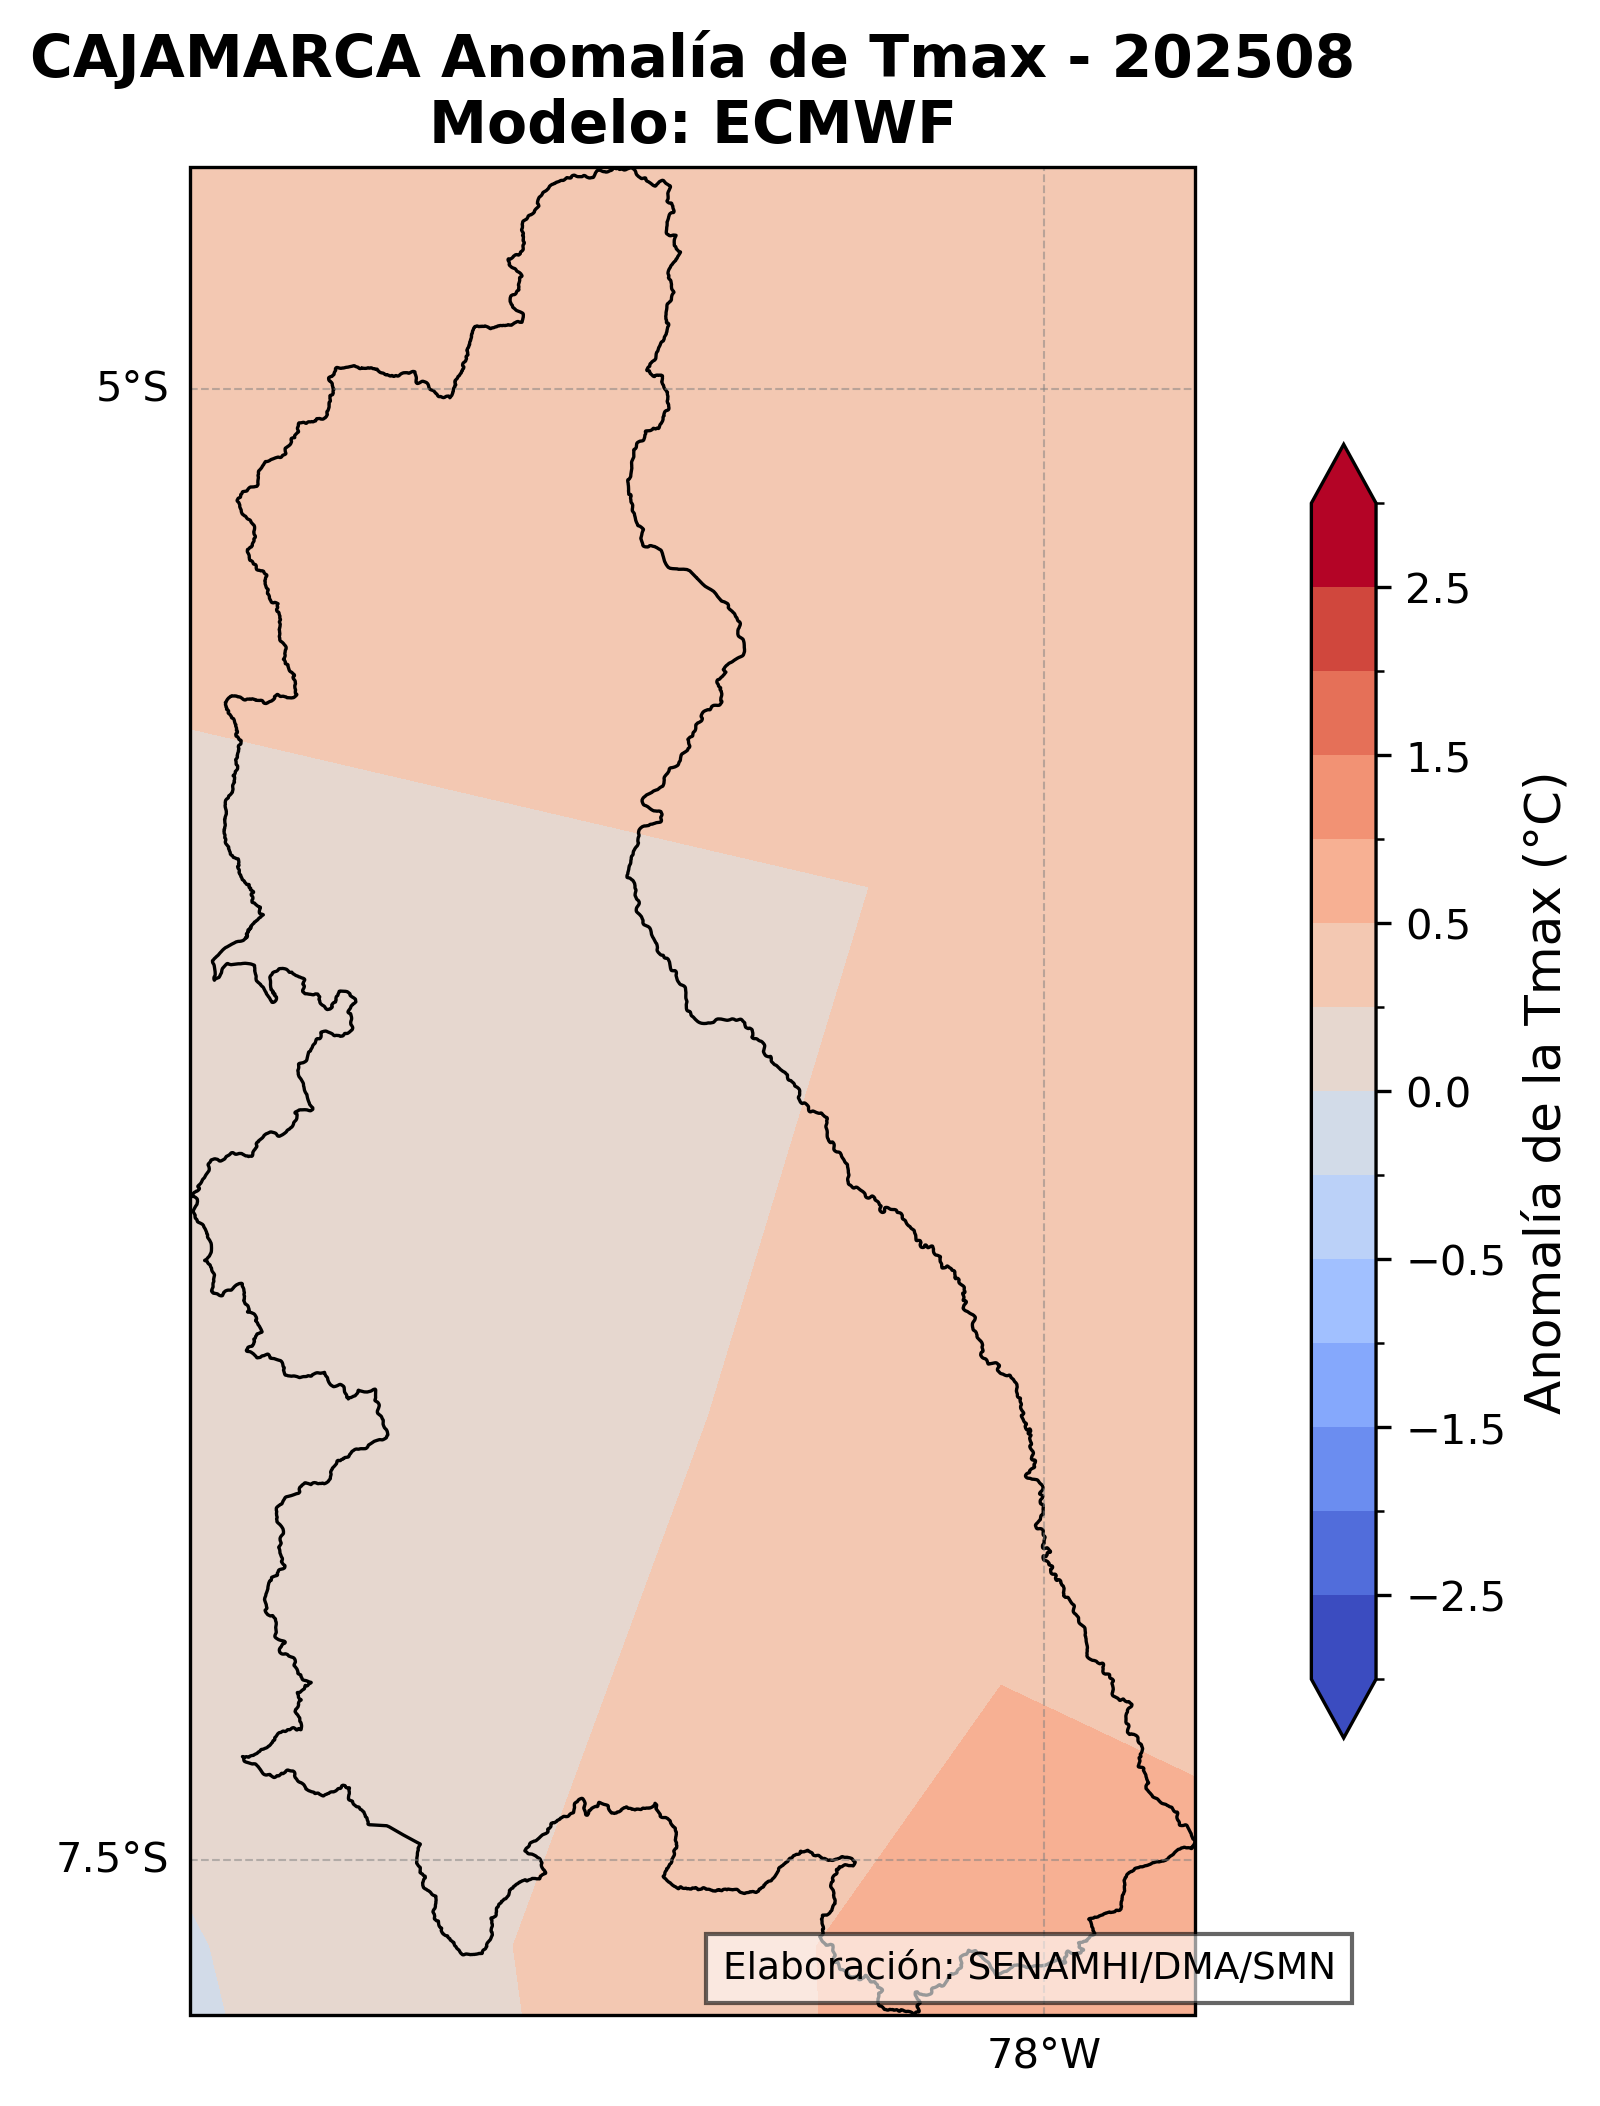 CAJAMARCA Anomalía de Tmax - 202508
Modelo: ECMWF
5°S
7.5°S
78°W
2.5
1.5
0.5
0.0
−0.5
−1.5
−2.5
Anomalía de la Tmax (°C)
Elaboración: SENAMHI/DMA/SMN